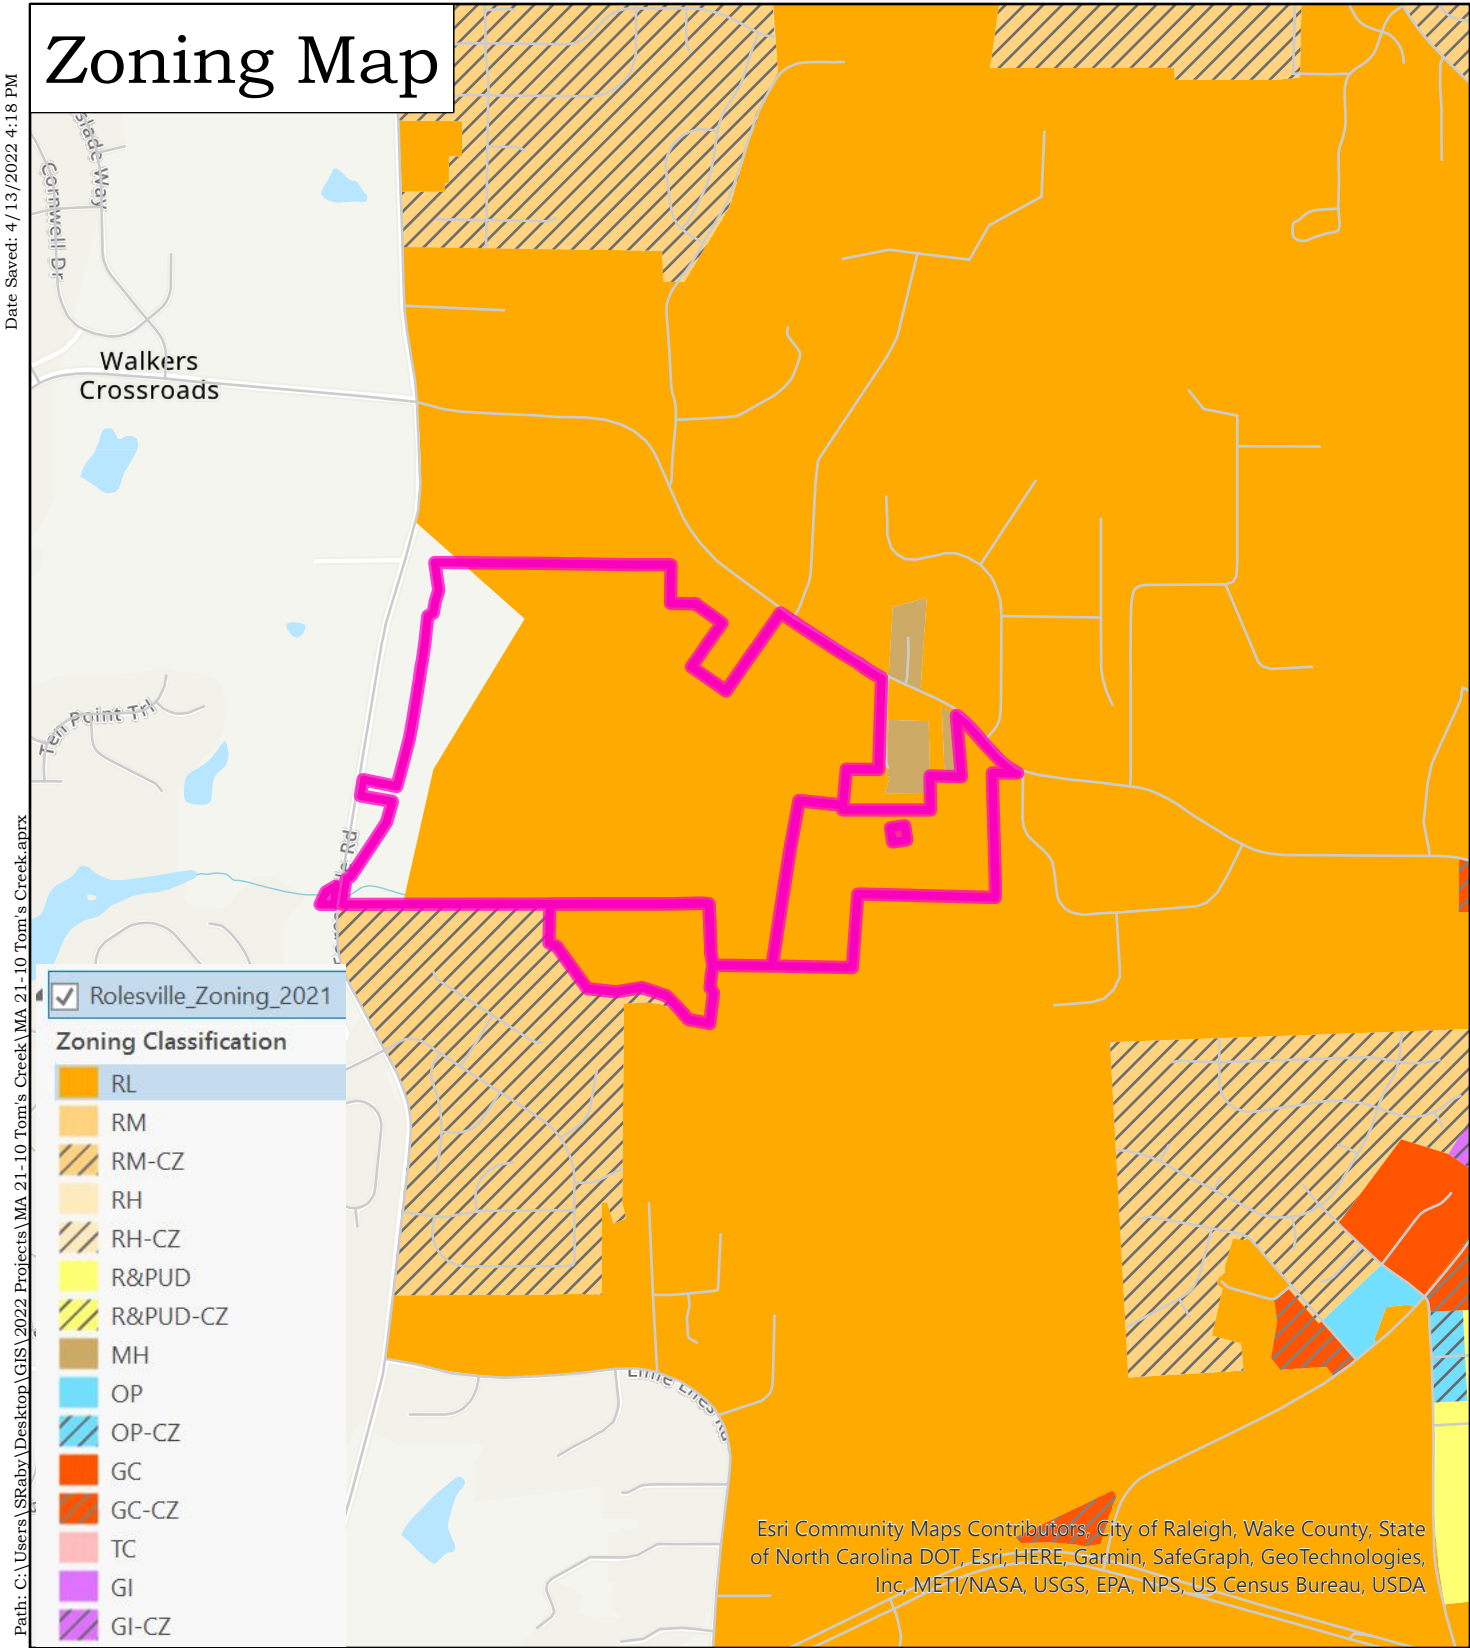 Zoning Map
Date Saved: 4/13/2022 4:18 PM
Path: C:\Users\SRaby\Desktop\GIS\2022 Projects\MA 21-10 Tom's Creek\MA 21-10 Tom's Creek.aprx
Slade Way
Cornwell Dr
Walkers
Crossroads
Ten Point Trl
Rd
Rolesville_Zoning_2021
Zoning Classification
RL
RM
RM-CZ
RH
RH-CZ
R&PUD
R&PUD-CZ
MH
OP
OP-CZ
GC
GC-CZ
TC
GI
GI-CZ
Esri Community Maps Contributors, City of Raleigh, Wake County, State
of North Carolina DOT, Esri, HERE, Garmin, SafeGraph, GeoTechnologies,
Inc, METI/NASA, USGS, EPA, NPS, US Census Bureau, USDA